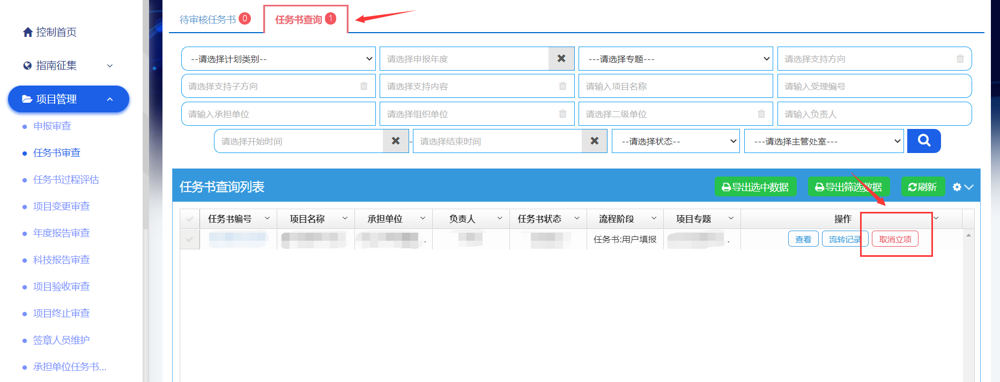 控制首页
指南征集
项目管理
申报审查
任务书审查
任务书过程评估
项目变更审查
年度报告审查
科技报告审查
项目验收审查
项目终止审查
签章人员维护
承担单位任务书...
待审核任务书 0 任务书查询 1
--请选择计划类别-- 请选择申报年度 ---请选择专题--- 请选择支持方向
请选择支持子方向 请选择支持内容 请输入项目名称 请输入受理编号
请输入承担单位 请选择组织单位 请选择二级单位 请输入负责人
请选择开始时间 - 请选择结束时间 --请选择状态-- ---请选择主管处室---
任务书查询列表 导出选中数据 导出筛选数据 刷新
任务书编号 项目名称 承担单位 负责人 任务书状态 流程阶段 项目专题 操作
任务书:用户填报 查看 流转记录 取消立项